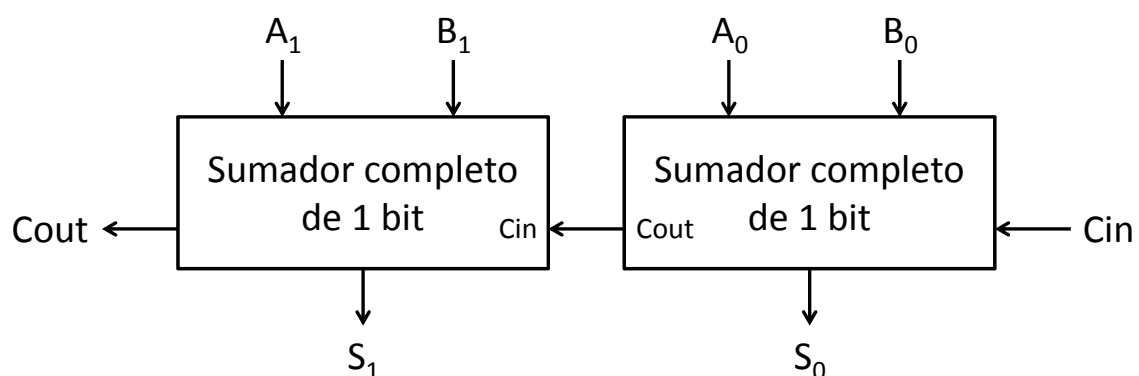 A₁ B₁ A₀ B₀
Sumador completo
de 1 bit
Sumador completo
de 1 bit
Cout Cin Cout Cin
S₁ S₀